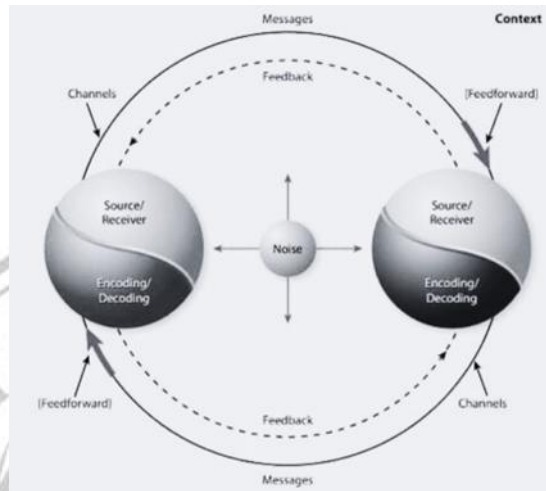 Messages
Context
Feedback
Channels
[Feedforward]
Source/
Receiver
Source/
Receiver
Noise
Encoding/
Decoding
Encoding/
Decoding
[Feedforward]
Feedback
Channels
Messages